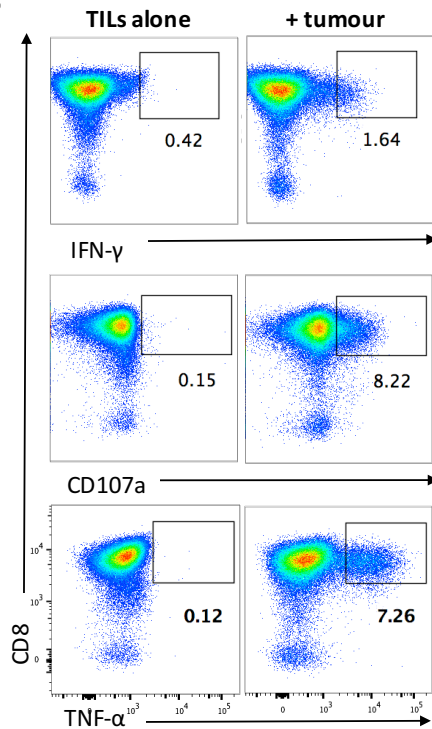 TILs alone + tumour
0.42 1.64
IFN-γ
0.15 8.22
CD107a
10⁴
10³
0
0.12 7.26
0 10³ 10⁴ 10⁵ 0 10³ 10⁴ 10⁵
TNF-α
CD8